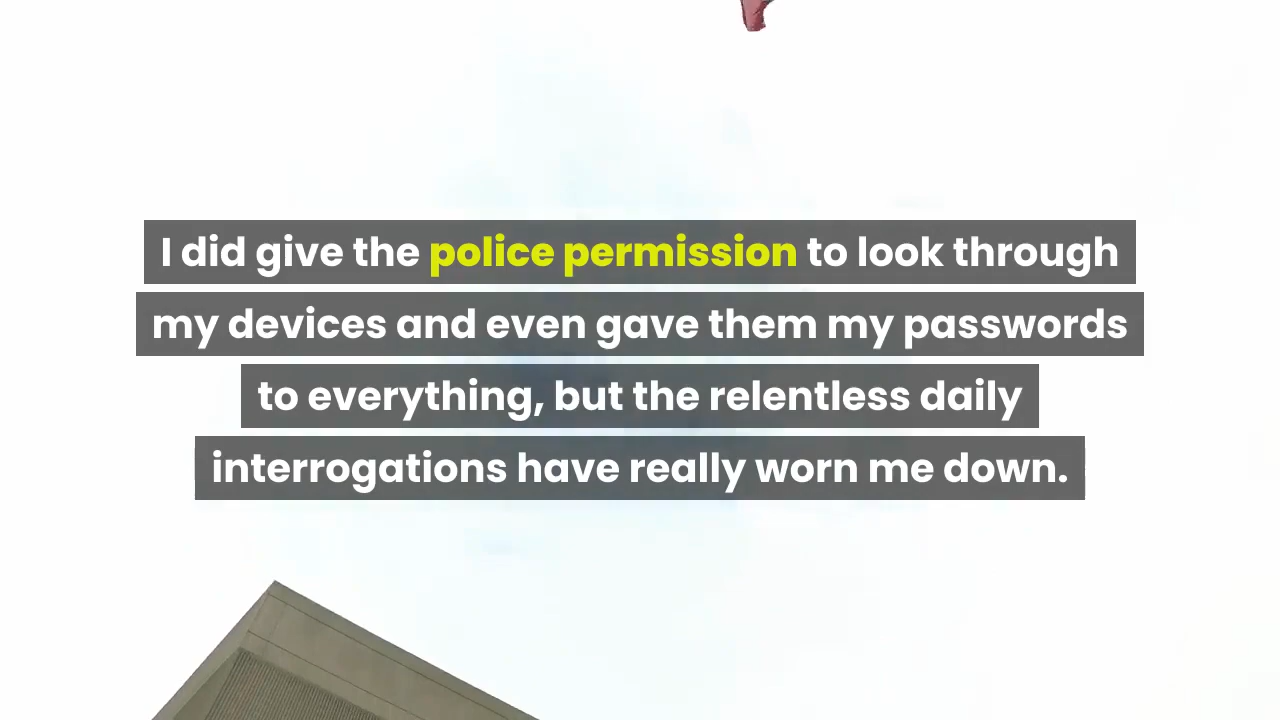 I did give the police permission to look through
my devices and even gave them my passwords
to everything, but the relentless daily
interrogations have really worn me down.